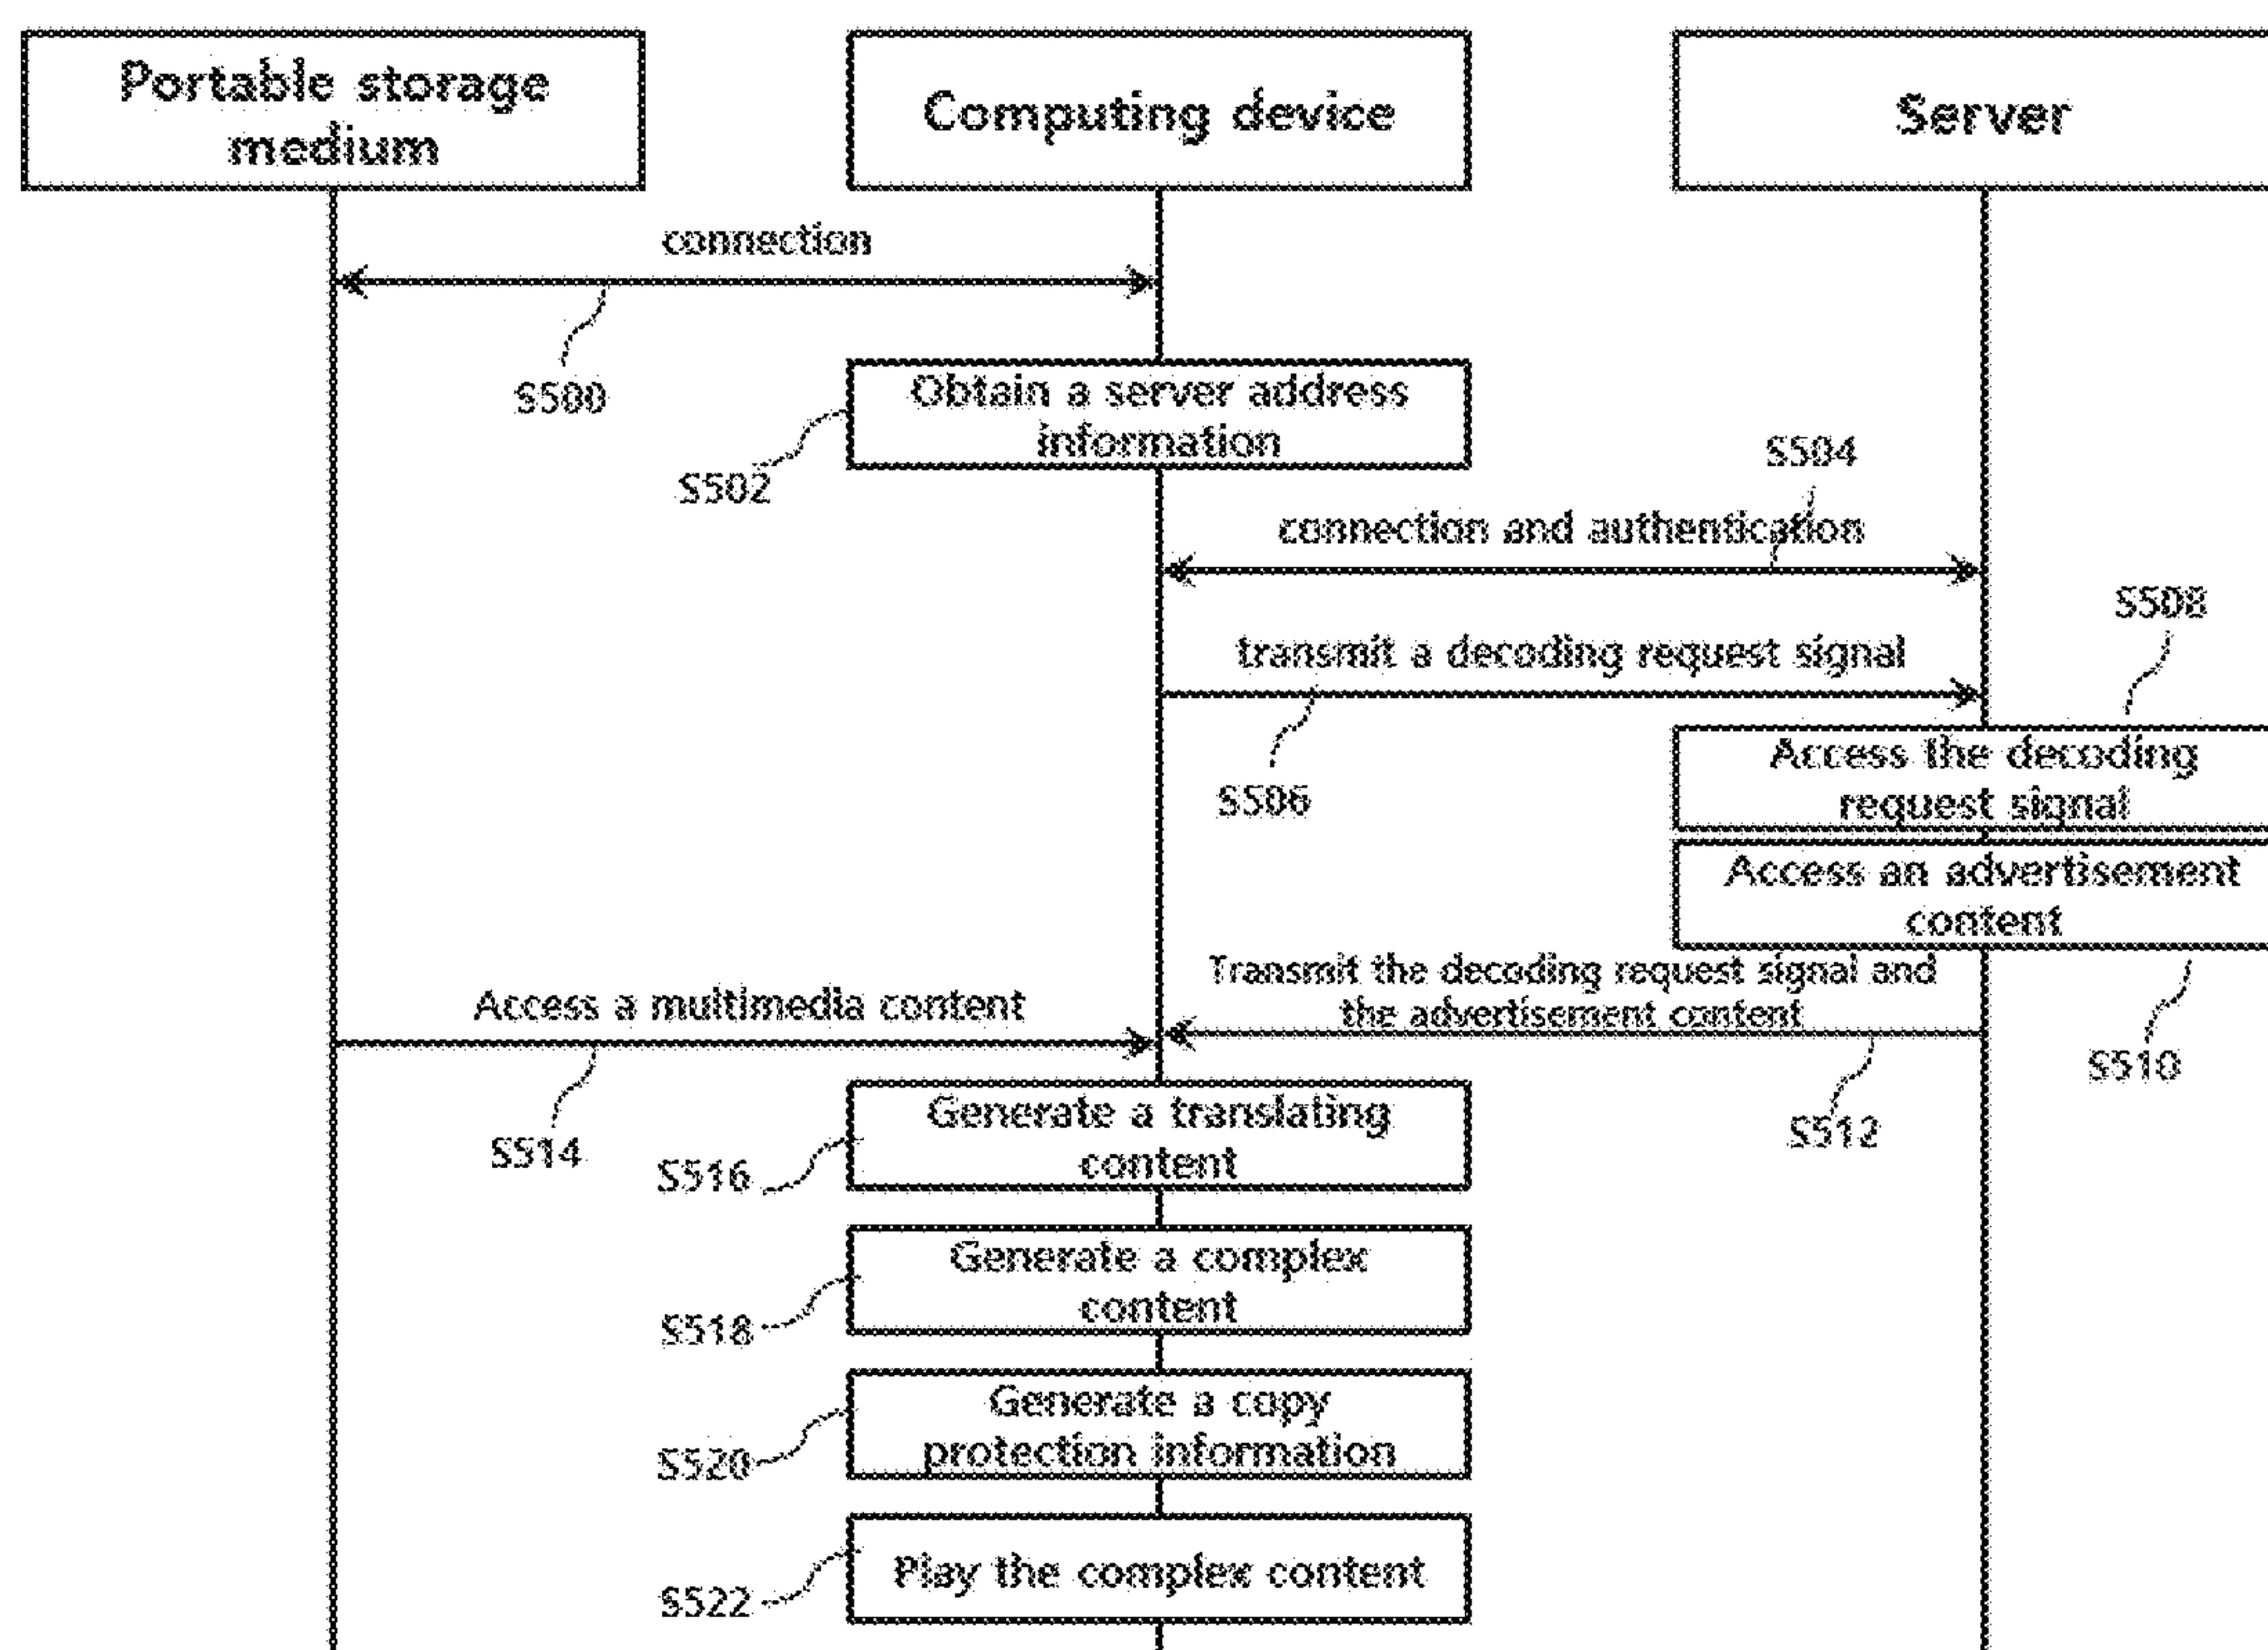 Portable storage
medium
Computing device
Server
connection
S500
Obtain a server address
information
S502
S504
connection and authentication
S508
transmit a decoding request signal
S506
Access the decoding
request signal
Access an advertisement
content
S510
Transmit the decoding request signal and
the advertisement content
S512
Access a multimedia content
S514
Generate a translating
content
S516
Generate a complex
content
S518
Generate a copy
protection information
S520
Play the complex content
S522